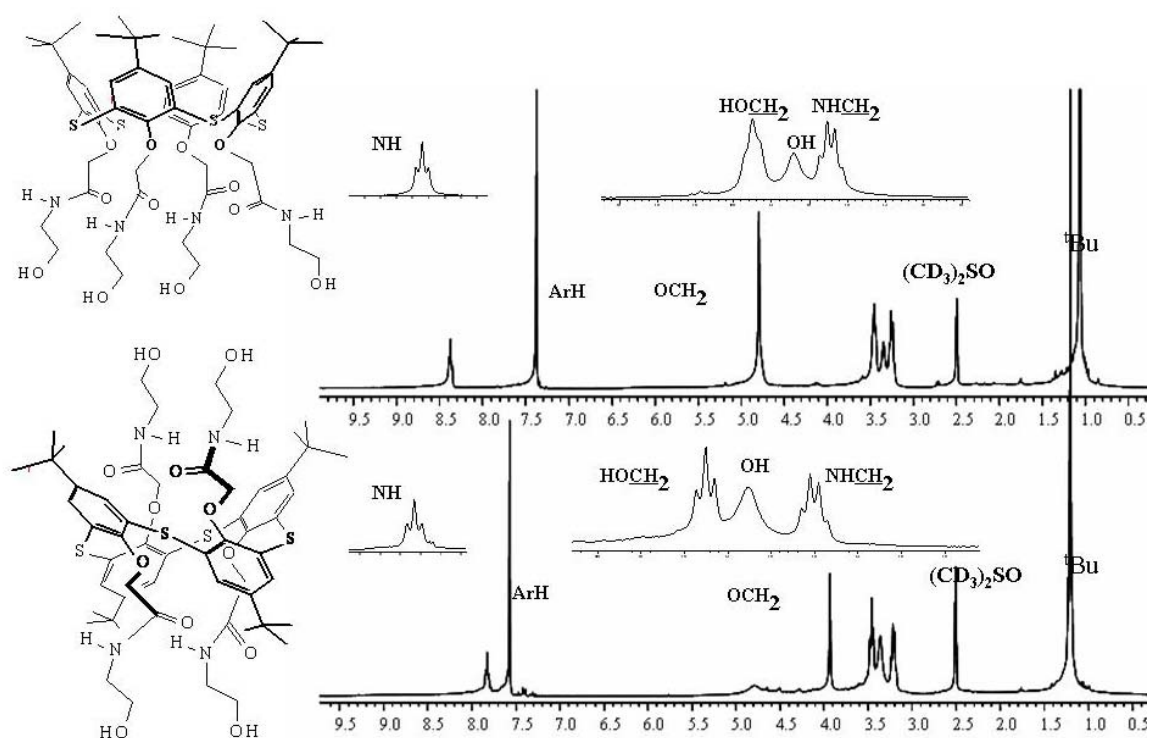 S S S S
O O O O
H N O O O
H N O N H N H
OH OH OH OH
NH
HOCH2 OH NHCH2
ArH OCH2 (CD3)2SO tBu
9.5 9.0 8.5 8.0 7.5 7.0 6.5 6.0 5.5 5.0 4.5 4.0 3.5 3.0 2.5 2.0 1.5 1.0 0.5
HO HO
N H N H
O O
O O
S S S S
O O
O O
H N H N
OH OH
NH
HOCH2 OH NHCH2
ArH OCH2 (CD3)2SO tBu
9.5 9.0 8.5 8.0 7.5 7.0 6.5 6.0 5.5 5.0 4.5 4.0 3.5 3.0 2.5 2.0 1.5 1.0 0.5